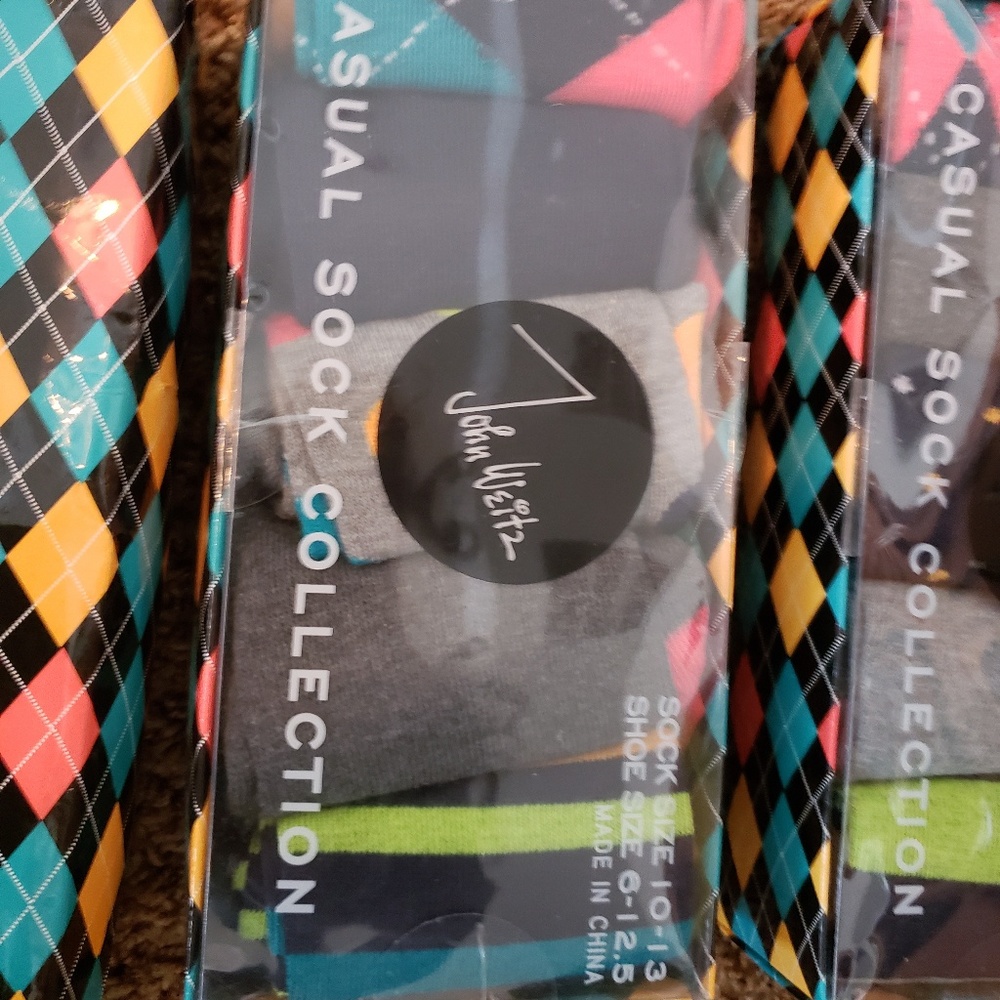 ASUAL SOCK COLLECTION
John Weitz
SOCK SIZE 10-13
SHOE SIZE 6-12.5
MADE IN CHINA
CASUAL SOCK COLLECTION